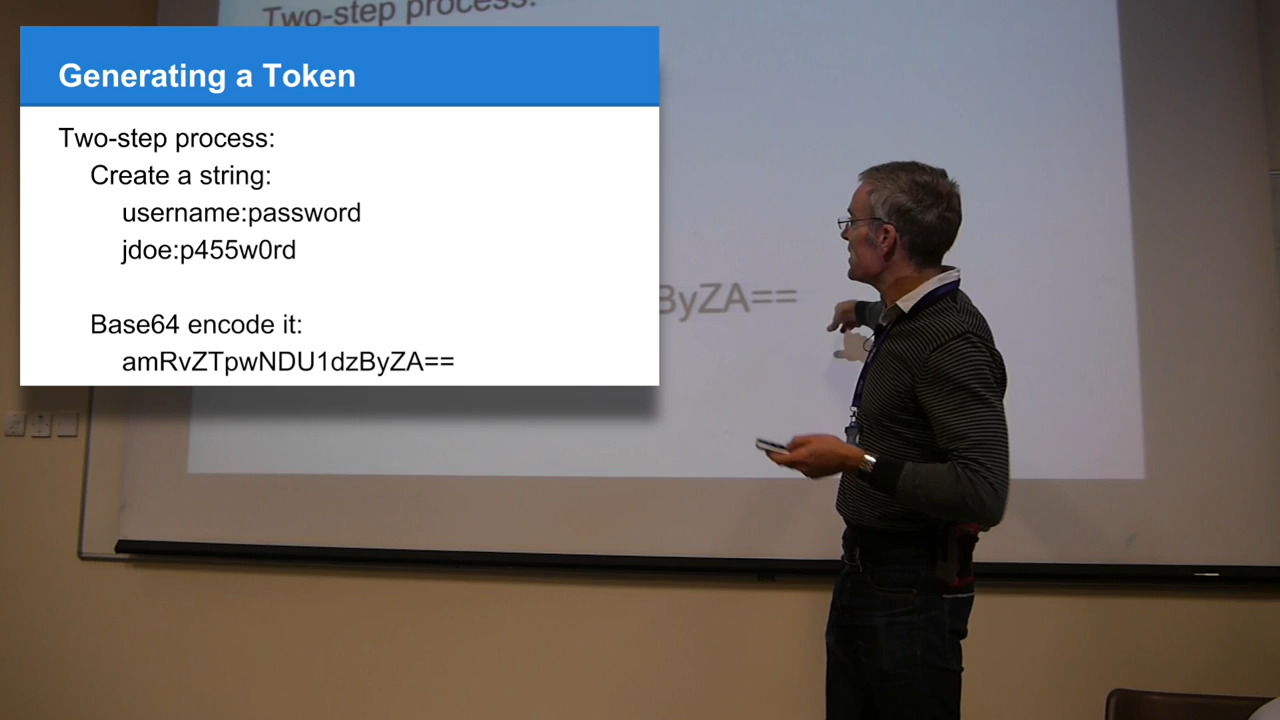 Two-step process:
Generating a Token
Two-step process:
Create a string:
username:password
jdoe:p455w0rd
Base64 encode it:
amRvZTpwNDU1dzByZA==
ByZA==